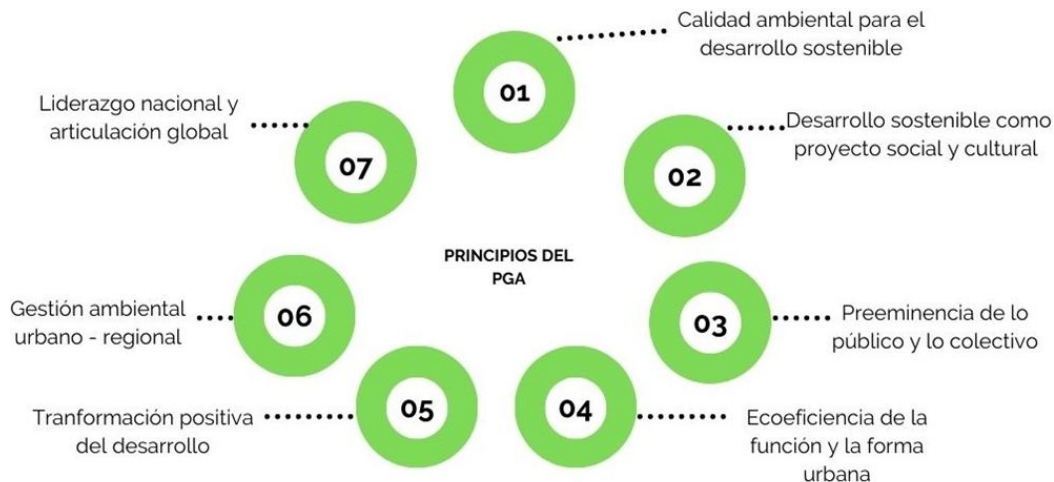 PRINCIPIOS DEL
PGA
01
Calidad ambiental para el
desarrollo sostenible
02
Desarrollo sostenible como
proyecto social y cultural
03
Preeminencia de lo
público y lo colectivo
04
Ecoeficiencia de la
función y la forma
urbana
05
Tranformación positiva
del desarrollo
06
Gestión ambiental
urbano - regional
07
Liderazgo nacional y
articulación global